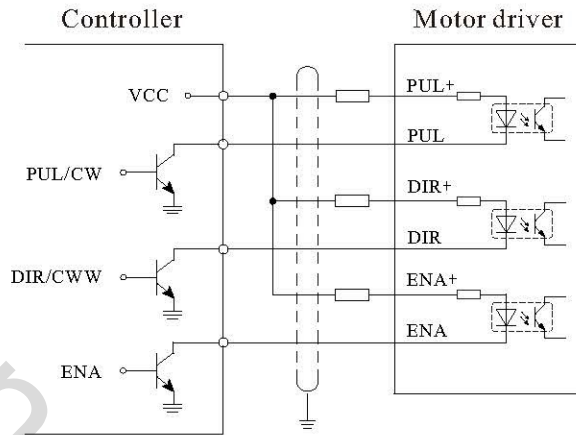 Controller
Motor driver
VCC
PUL+
PUL
PUL/CW
DIR+
DIR
DIR/CWW
ENA+
ENA
ENA